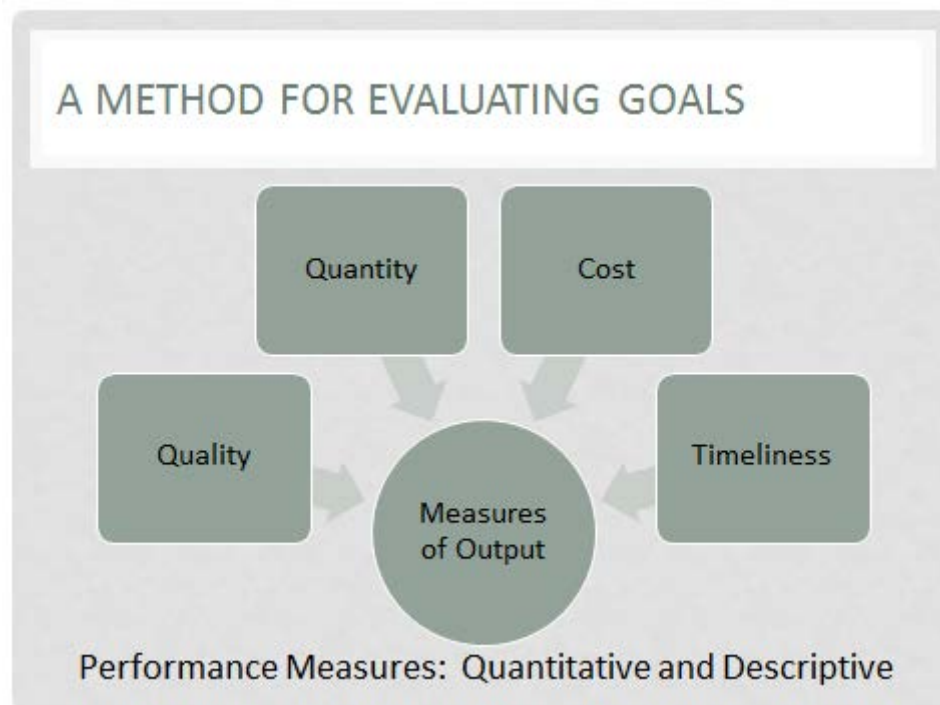 A METHOD FOR EVALUATING GOALS
Quantity
Cost
Quality
Timeliness
Measures
of Output
Performance Measures: Quantitative and Descriptive